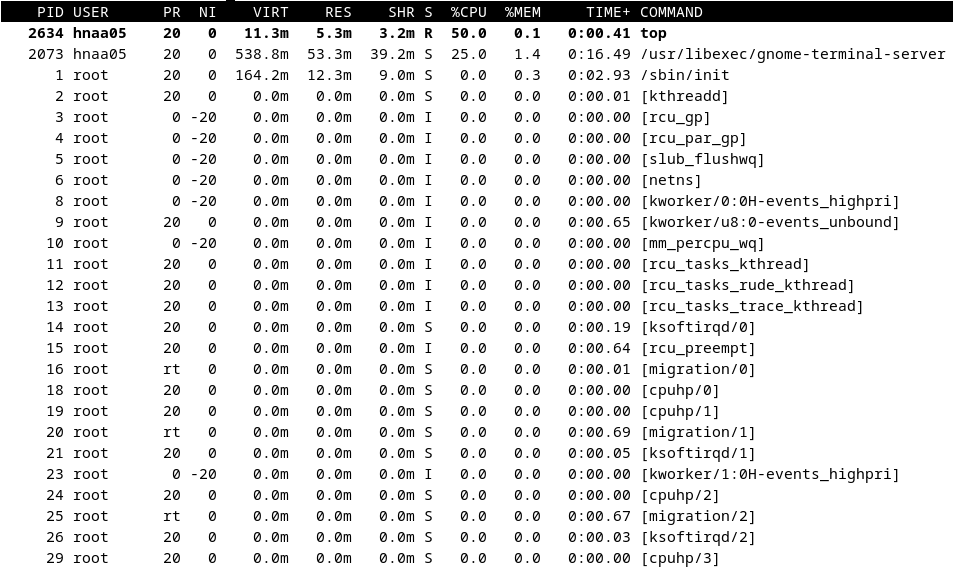 PID USER PR NI VIRT RES SHR S %CPU %MEM TIME+ COMMAND
2634 hnaa05 20 0 11.3m 5.3m 3.2m R 50.0 0.1 0:00.41 top
2073 hnaa05 20 0 538.8m 53.3m 39.2m S 25.0 1.4 0:16.49 /usr/libexec/gnome-terminal-server
1 root 20 0 164.2m 12.3m 9.0m S 0.0 0.3 0:02.93 /sbin/init
2 root 20 0 0.0m 0.0m 0.0m S 0.0 0.0 0:00.01 [kthreadd]
3 root 0 -20 0.0m 0.0m 0.0m I 0.0 0.0 0:00.00 [rcu_gp]
4 root 0 -20 0.0m 0.0m 0.0m I 0.0 0.0 0:00.00 [rcu_par_gp]
5 root 0 -20 0.0m 0.0m 0.0m I 0.0 0.0 0:00.00 [slub_flushwq]
6 root 0 -20 0.0m 0.0m 0.0m I 0.0 0.0 0:00.00 [netns]
8 root 0 -20 0.0m 0.0m 0.0m I 0.0 0.0 0:00.00 [kworker/0:0H-events_highpri]
9 root 20 0 0.0m 0.0m 0.0m I 0.0 0.0 0:00.65 [kworker/u8:0-events_unbound]
10 root 0 -20 0.0m 0.0m 0.0m I 0.0 0.0 0:00.00 [mm_percpu_wq]
11 root 20 0 0.0m 0.0m 0.0m I 0.0 0.0 0:00.00 [rcu_tasks_kthread]
12 root 20 0 0.0m 0.0m 0.0m I 0.0 0.0 0:00.00 [rcu_tasks_rude_kthread]
13 root 20 0 0.0m 0.0m 0.0m I 0.0 0.0 0:00.00 [rcu_tasks_trace_kthread]
14 root 20 0 0.0m 0.0m 0.0m S 0.0 0.0 0:00.19 [ksoftirqd/0]
15 root 20 0 0.0m 0.0m 0.0m I 0.0 0.0 0:00.64 [rcu_preempt]
16 root rt 0 0.0m 0.0m 0.0m S 0.0 0.0 0:00.01 [migration/0]
18 root 20 0 0.0m 0.0m 0.0m S 0.0 0.0 0:00.00 [cpuhp/0]
19 root 20 0 0.0m 0.0m 0.0m S 0.0 0.0 0:00.00 [cpuhp/1]
20 root rt 0 0.0m 0.0m 0.0m S 0.0 0.0 0:00.69 [migration/1]
21 root 20 0 0.0m 0.0m 0.0m S 0.0 0.0 0:00.05 [ksoftirqd/1]
23 root 0 -20 0.0m 0.0m 0.0m I 0.0 0.0 0:00.00 [kworker/1:0H-events_highpri]
24 root 20 0 0.0m 0.0m 0.0m S 0.0 0.0 0:00.00 [cpuhp/2]
25 root rt 0 0.0m 0.0m 0.0m S 0.0 0.0 0:00.67 [migration/2]
26 root 20 0 0.0m 0.0m 0.0m S 0.0 0.0 0:00.03 [ksoftirqd/2]
29 root 20 0 0.0m 0.0m 0.0m S 0.0 0.0 0:00.00 [cpuhp/3]